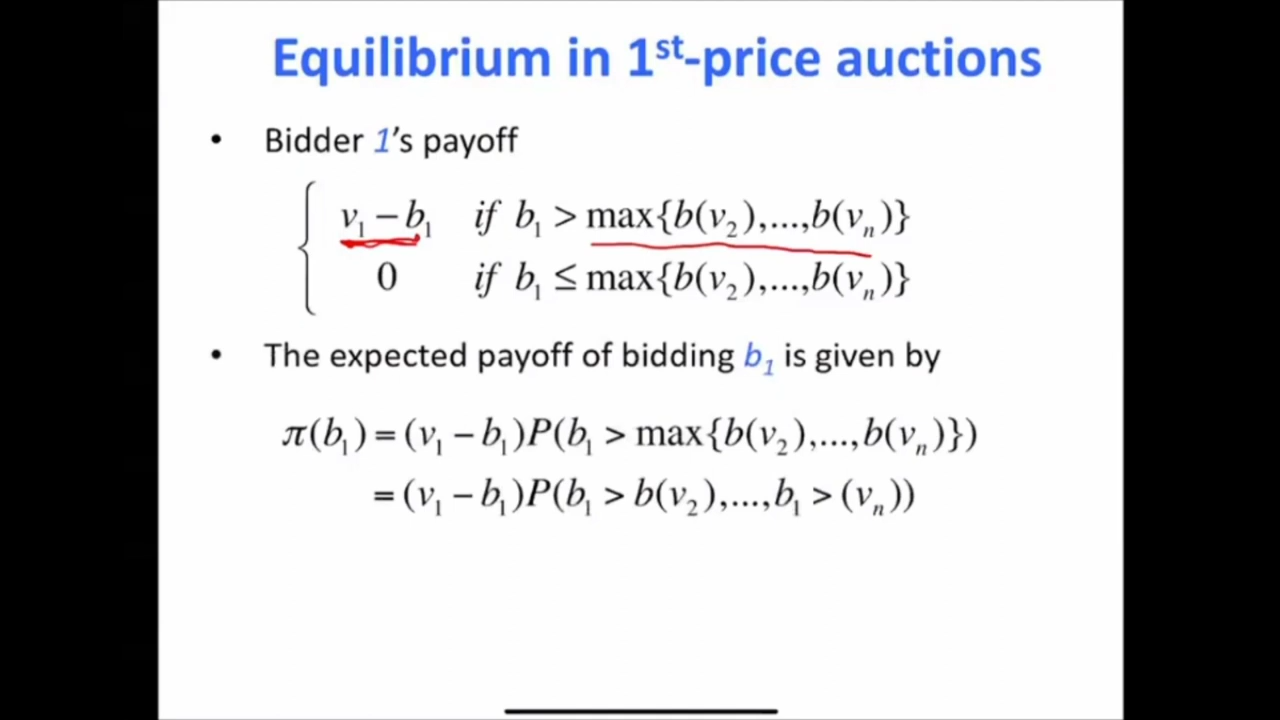 Equilibrium in 1st-price auctions
• Bidder 1's payoff
v₁ − b₁ if b₁ > max{b(v₂),...,b(vₙ)}
0 if b₁ ≤ max{b(v₂),...,b(vₙ)}
• The expected payoff of bidding b₁ is given by
π(b₁) = (v₁ − b₁)P(b₁ > max{b(v₂),...,b(vₙ)})
= (v₁ − b₁)P(b₁ > b(v₂),...,b₁ > (vₙ))